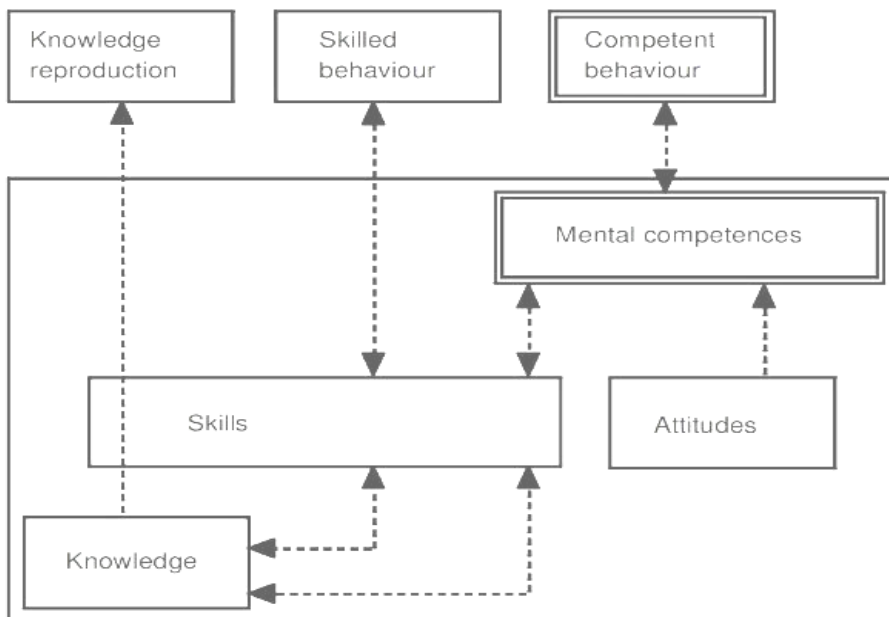 Knowledge
reproduction
Skilled
behaviour
Competent
behaviour
Mental competences
Skills
Attitudes
Knowledge